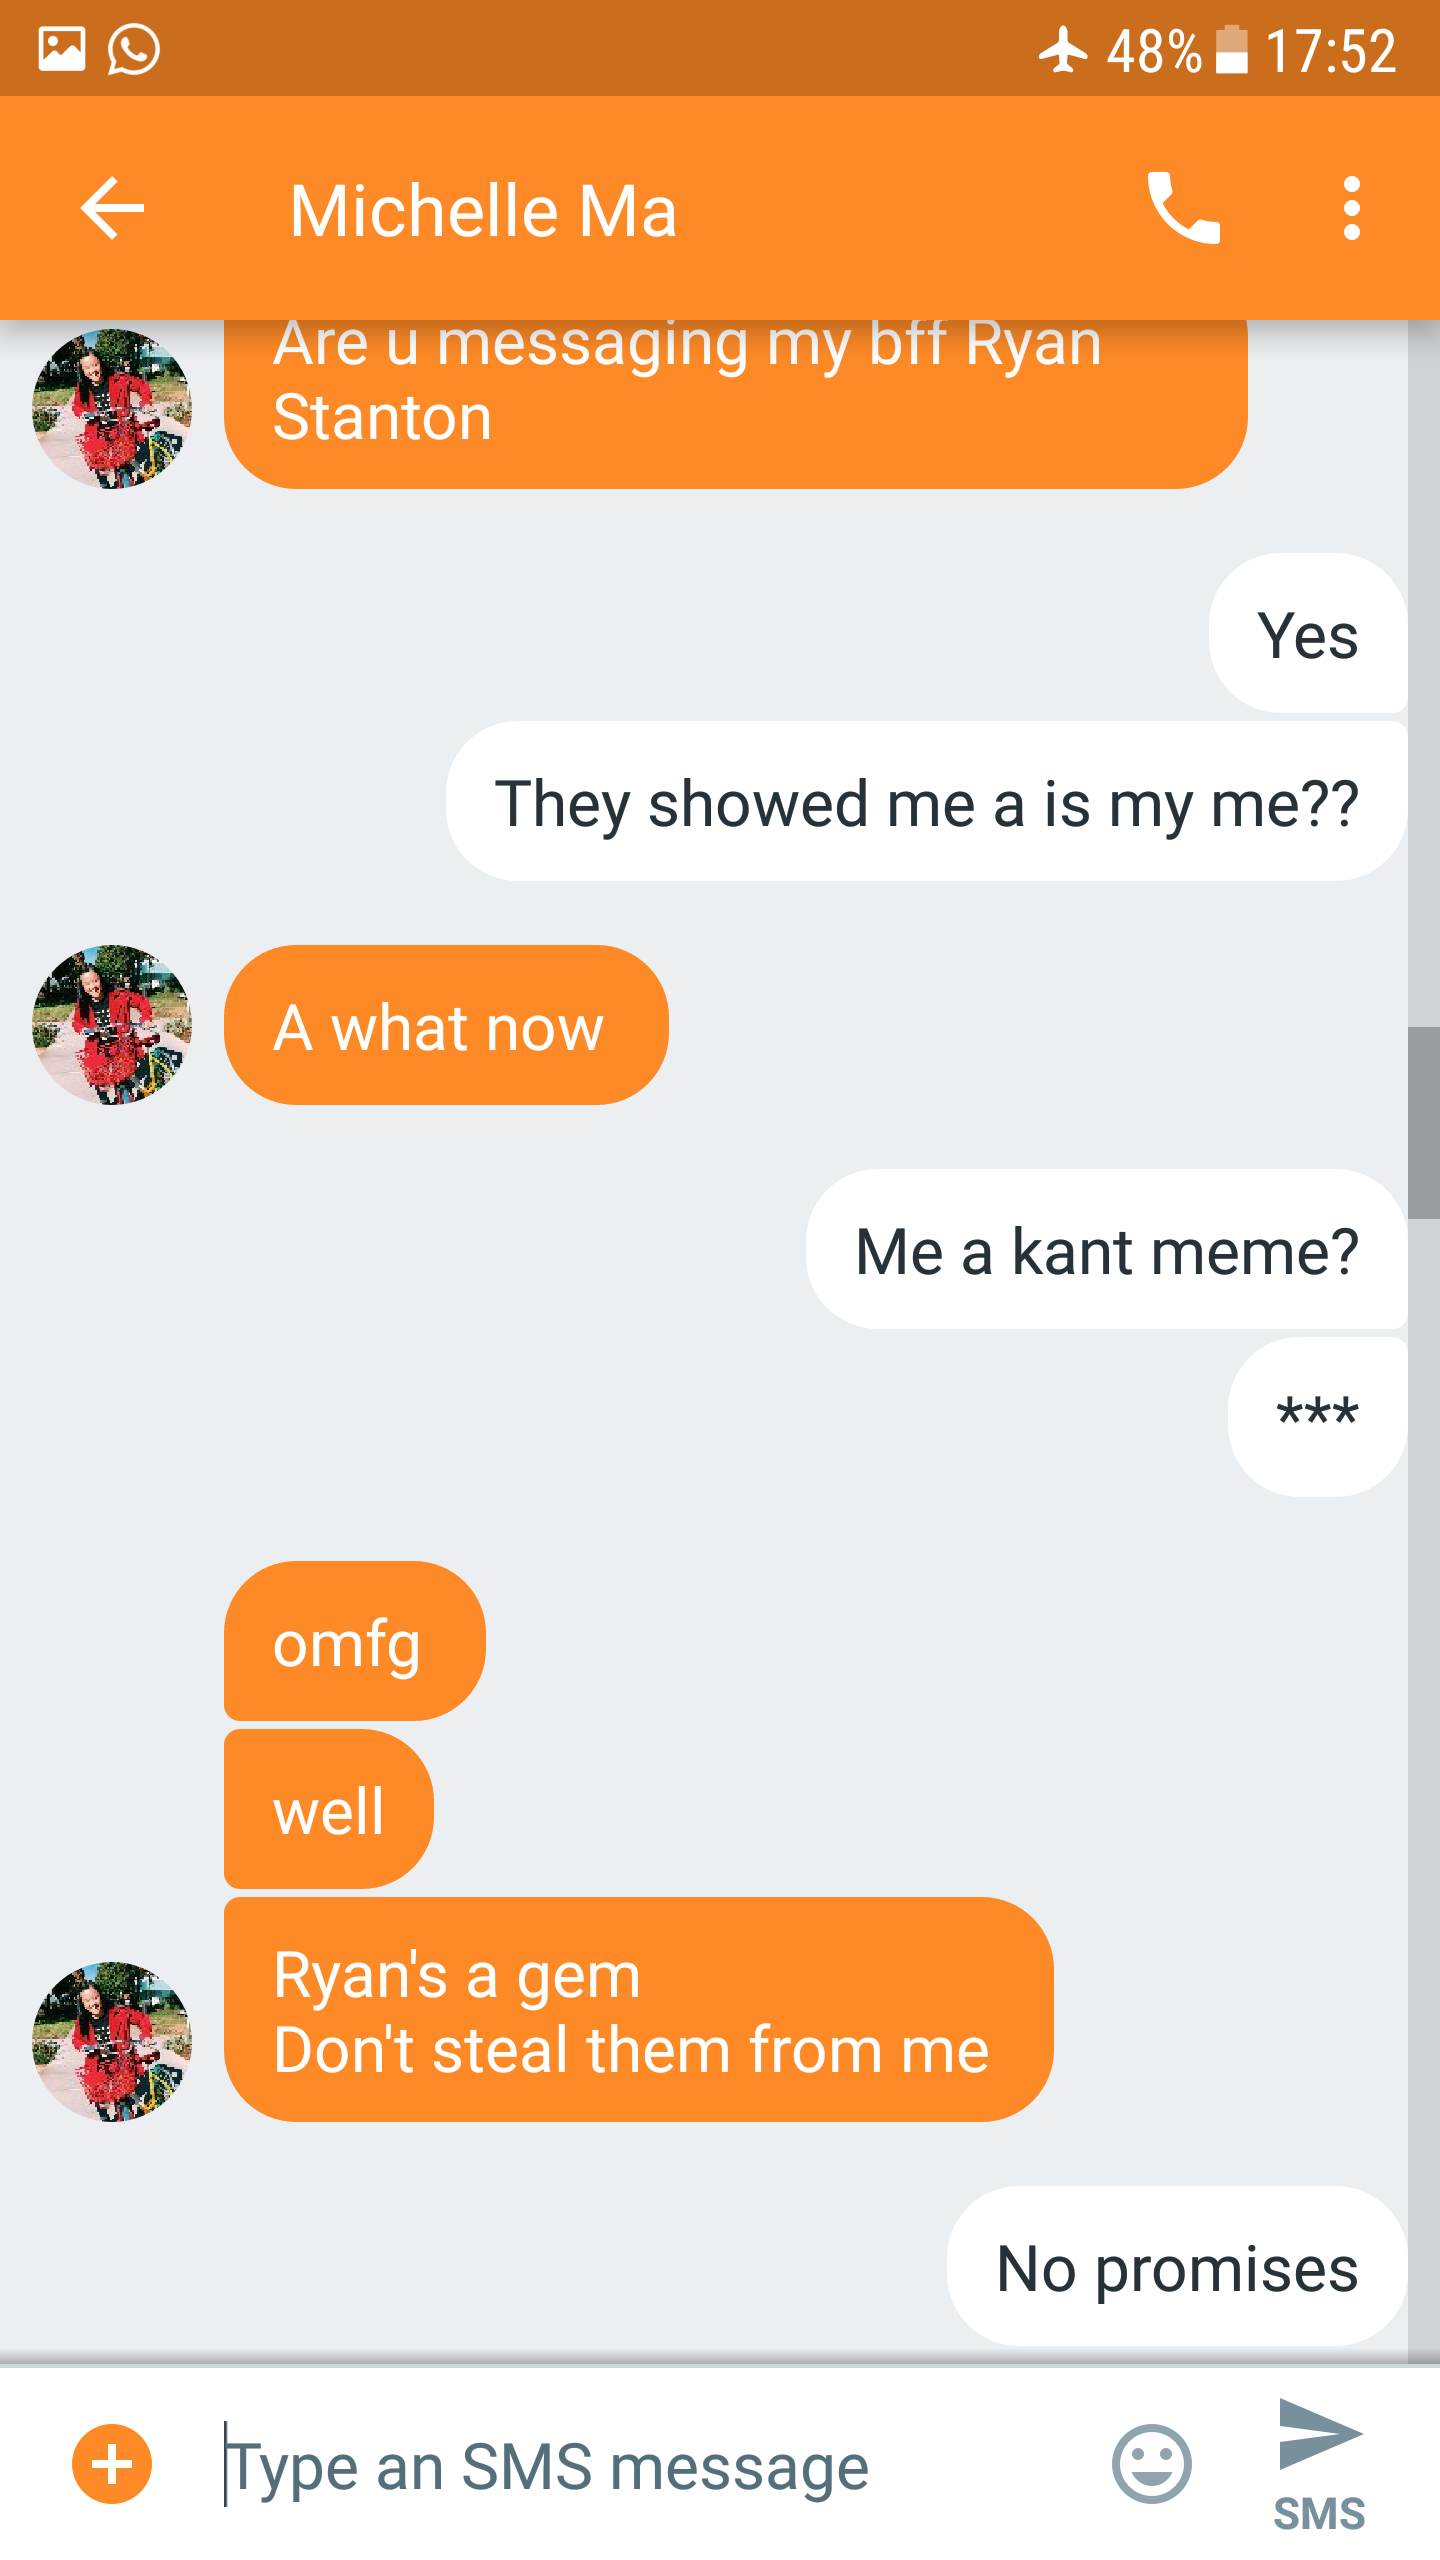 48% 17:52
Michelle Ma
Are u messaging my bff Ryan
Stanton
Yes
They showed me a is my me??
A what now
Me a kant meme?
***
omfg
well
Ryan's a gem
Don't steal them from me
No promises
Type an SMS message
SMS